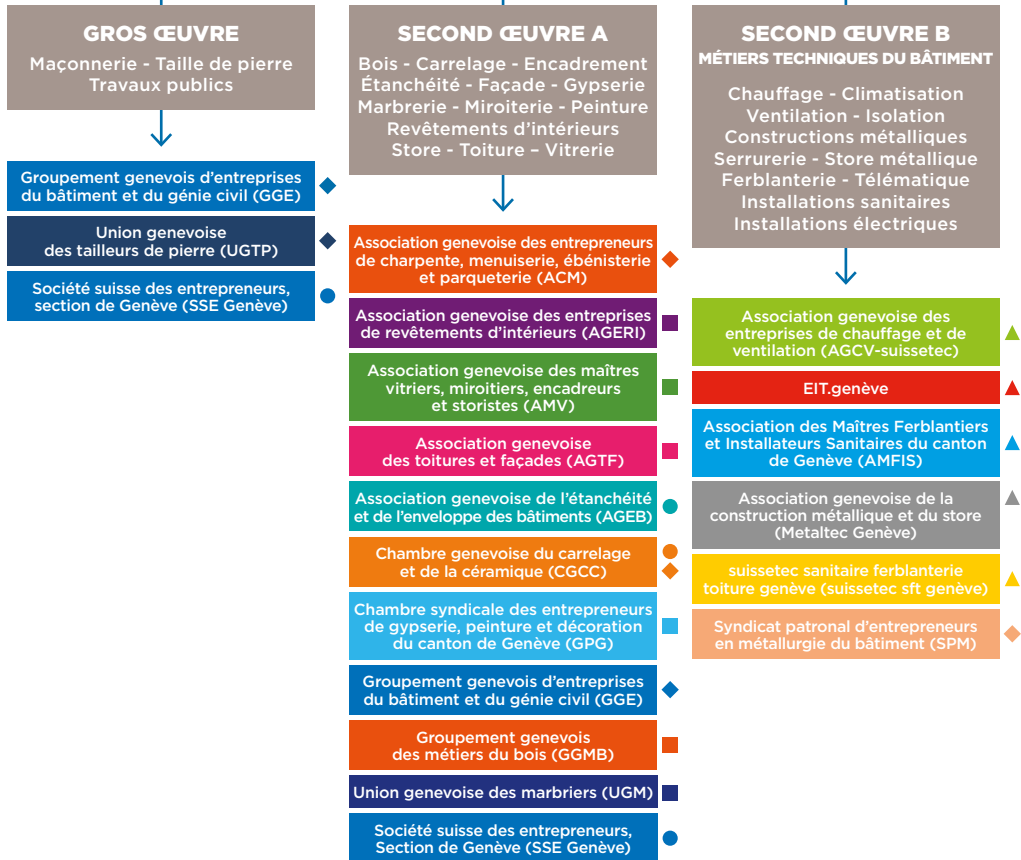 GROS ŒUVRE
Maçonnerie - Taille de pierre
Travaux publics
Groupement genevois d'entreprises
du bâtiment et du génie civil (GGE)
Union genevoise
des tailleurs de pierre (UGTP)
Société suisse des entrepreneurs,
section de Genève (SSE Genève)
SECOND ŒUVRE A
Bois - Carrelage - Encadrement
Étanchéité - Façade - Gypserie
Marbrerie - Miroiterie - Peinture
Revêtements d'intérieurs
Store - Toiture – Vitrerie
Association genevoise des entrepreneurs
de charpente, menuiserie, ébénisterie
et parqueterie (ACM)
Association genevoise des entreprises
de revêtements d'intérieurs (AGERI)
Association genevoise des maîtres
vitriers, miroitiers, encadreurs
et storistes (AMV)
Association genevoise
des toitures et façades (AGTF)
Association genevoise de l'étanchéité
et de l'enveloppe des bâtiments (AGEB)
Chambre genevoise du carrelage
et de la céramique (CGCC)
Chambre syndicale des entrepreneurs
de gypserie, peinture et décoration
du canton de Genève (GPG)
Groupement genevois d'entreprises
du bâtiment et du génie civil (GGE)
Groupement genevois
des métiers du bois (GGMB)
Union genevoise des marbriers (UGM)
Société suisse des entrepreneurs,
Section de Genève (SSE Genève)
SECOND ŒUVRE B
MÉTIERS TECHNIQUES DU BÂTIMENT
Chauffage - Climatisation
Ventilation - Isolation
Constructions métalliques
Serrurerie - Store métallique
Ferblanterie - Télématique
Installations sanitaires
Installations électriques
Association genevoise des
entreprises de chauffage et de
ventilation (AGCV-suissetec)
EIT.genève
Association des Maîtres Ferblantiers
et Installateurs Sanitaires du canton
de Genève (AMFIS)
Association genevoise de la
construction métallique et du store
(Metaltec Genève)
suissetec sanitaire ferblanterie
toiture genève (suissetec sft genève)
Syndicat patronal d'entrepreneurs
en métallurgie du bâtiment (SPM)